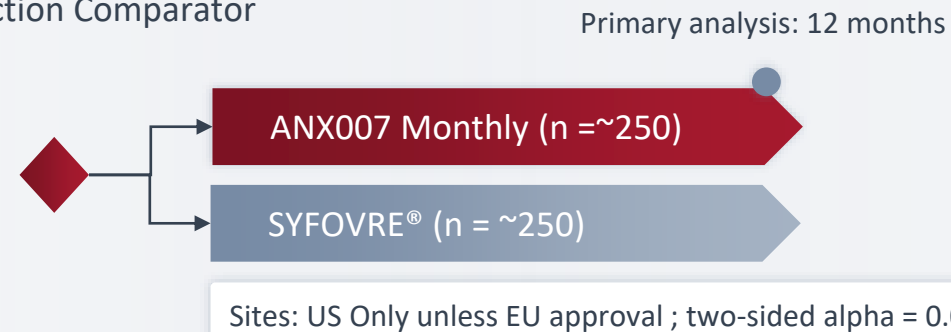 ction Comparator
Primary analysis: 12 months
ANX007 Monthly (n =~250)
SYFOVRE® (n = ~250)
Sites: US Only unless EU approval ; two-sided alpha = 0.